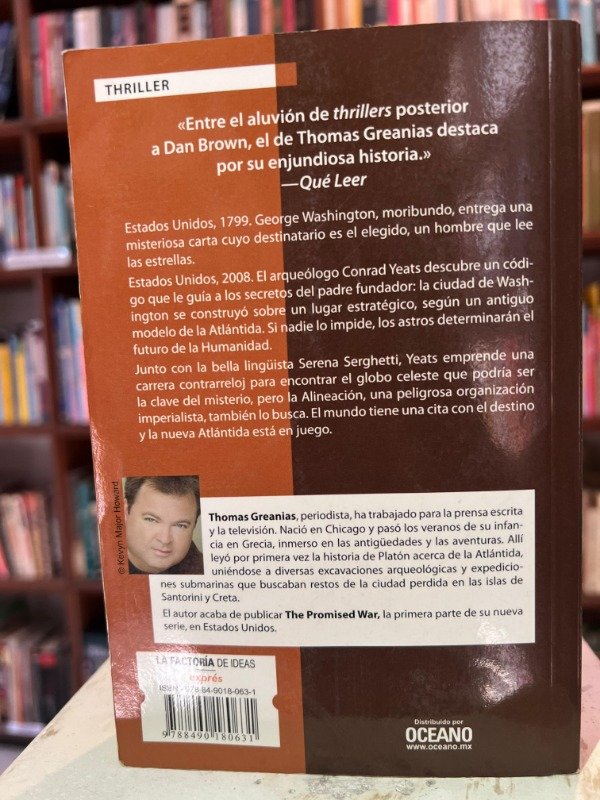 THRILLER
«Entre el aluvión de thrillers posterior
a Dan Brown, el de Thomas Greanias destaca
por su enjundiosa historia.»
—Qué Leer
Estados Unidos, 1799. George Washington, moribundo, entrega una
misteriosa carta cuyo destinatario es el elegido, un hombre que lee
las estrellas.
Estados Unidos, 2008. El arqueólogo Conrad Yeats descubre un códi-
go que le guía a los secretos del padre fundador: la ciudad de Wash-
ington se construyó sobre un lugar estratégico, según un antiguo
modelo de la Atlántida. Si nadie lo impide, los astros determinarán el
futuro de la Humanidad.
Junto con la bella lingüista Serena Serghetti, Yeats emprende una
carrera contrarreloj para encontrar el globo celeste que podría ser
la clave del misterio, pero la Alineación, una peligrosa organización
imperialista, también lo busca. El mundo tiene una cita con el destino
y la nueva Atlántida está en juego.
© Kevyn Major Howard
Thomas Greanias, periodista, ha trabajado para la prensa escrita
y la televisión. Nació en Chicago y pasó los veranos de su infan-
cia en Grecia, inmerso en las antigüedades y las aventuras. Allí
leyó por primera vez la historia de Platón acerca de la Atlántida,
uniéndose a diversas excavaciones arqueológicas y expedicio-
nes submarinas que buscaban restos de la ciudad perdida en las islas de
Santorini y Creta.
El autor acaba de publicar The Promised War, la primera parte de su nueva
serie, en Estados Unidos.
LA FACTORÍA DE IDEAS
exprés
ISBN: 978-84-9018-063-1
9 788490 180631
Distribuido por
OCEANO
www.oceano.mx